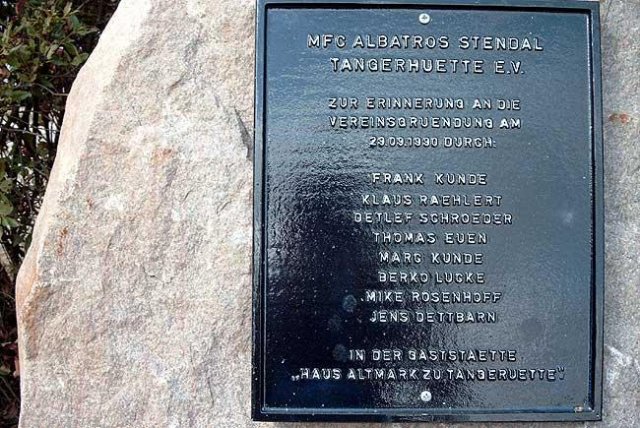 MFC ALBATROS STENDAL
TANGERHUETTE E.V.
ZUR ERINNERUNG AN DIE
VEREINSGRUENDUNG AM
29.09.1990 DURCH:
FRANK KUNDE
KLAUS RAEHLERT
DETLEF SCHROEDER
THOMAS EUEN
MARC KUNDE
BERKO LUCKE
MIKE ROSENHOFF
JENS DETTBARN
IN DER GASTSTAETTE
„HAUS ALTMARK ZU TANGERUETTE“